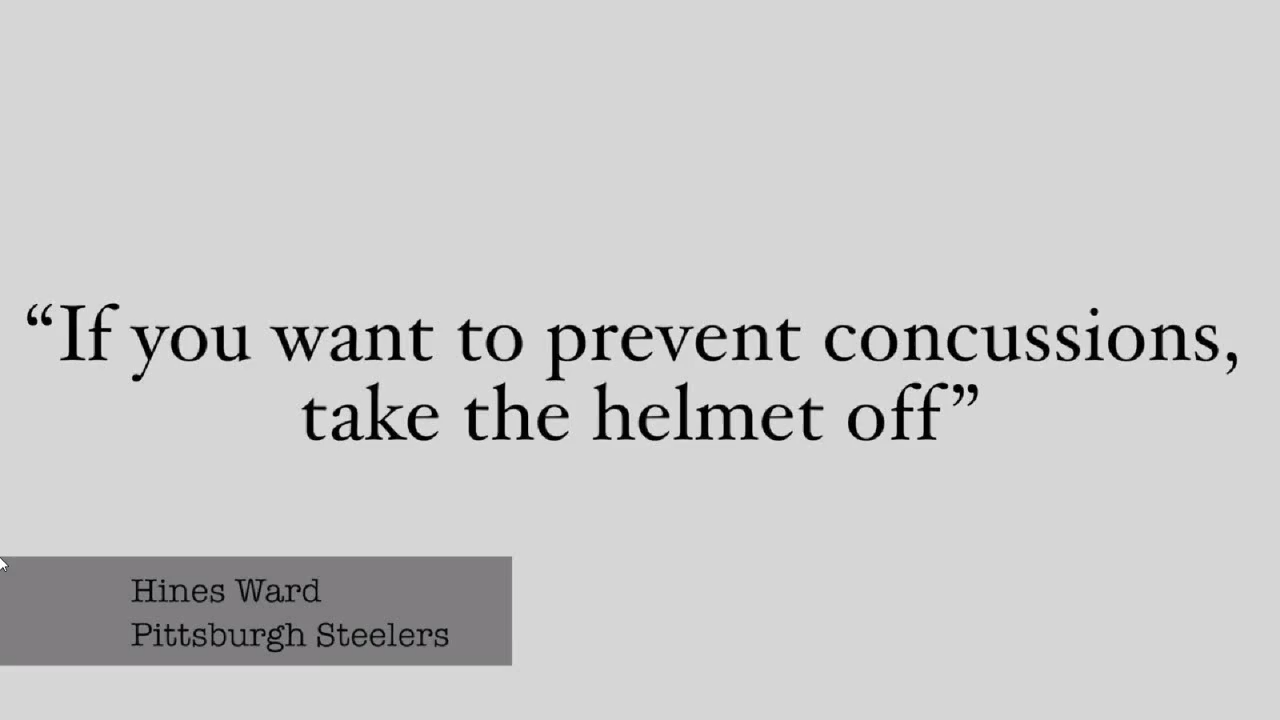 “If you want to prevent concussions,
take the helmet off”
Hines Ward
Pittsburgh Steelers